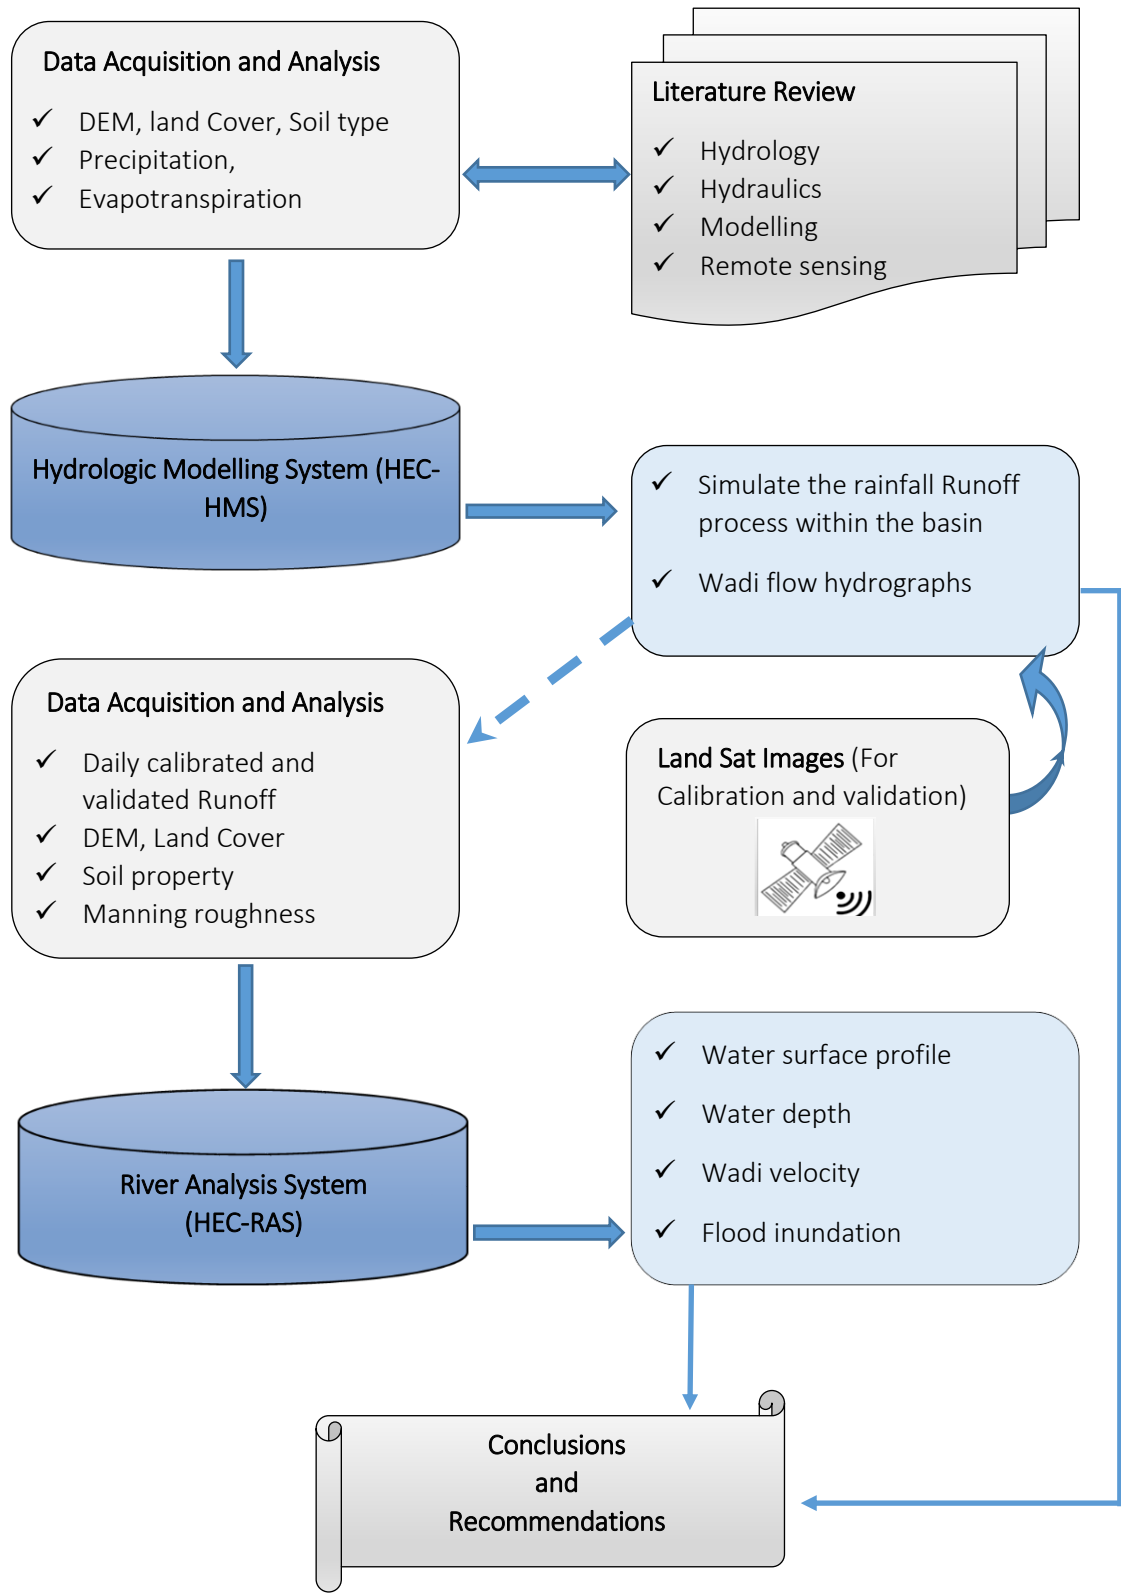 Data Acquisition and Analysis
✓ DEM, land Cover, Soil type
✓ Precipitation,
✓ Evapotranspiration
Literature Review
✓ Hydrology
✓ Hydraulics
✓ Modelling
✓ Remote sensing
Hydrologic Modelling System (HEC-
HMS)
✓ Simulate the rainfall Runoff
process within the basin
✓ Wadi flow hydrographs
Data Acquisition and Analysis
✓ Daily calibrated and
validated Runoff
✓ DEM, Land Cover
✓ Soil property
✓ Manning roughness
Land Sat Images (For
Calibration and validation)
River Analysis System
(HEC-RAS)
✓ Water surface profile
✓ Water depth
✓ Wadi velocity
✓ Flood inundation
Conclusions
and
Recommendations